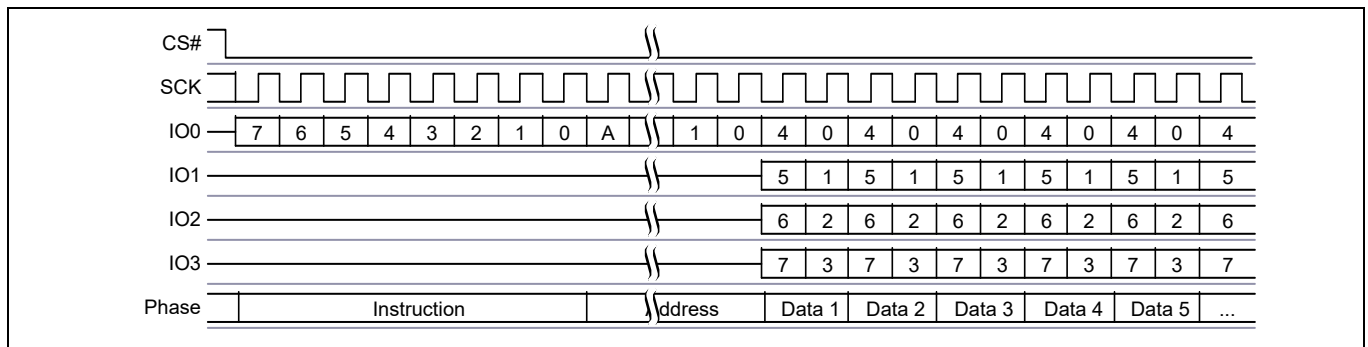 CS#
SCK
IO0 7 6 5 4 3 2 1 0 A 1 0 4 0 4 0 4 0 4 0 4 0 4
IO1 5 1 5 1 5 1 5 1 5 1 5
IO2 6 2 6 2 6 2 6 2 6 2 6
IO3 7 3 7 3 7 3 7 3 7 3 7
Phase Instruction Address Data 1 Data 2 Data 3 Data 4 Data 5 ...